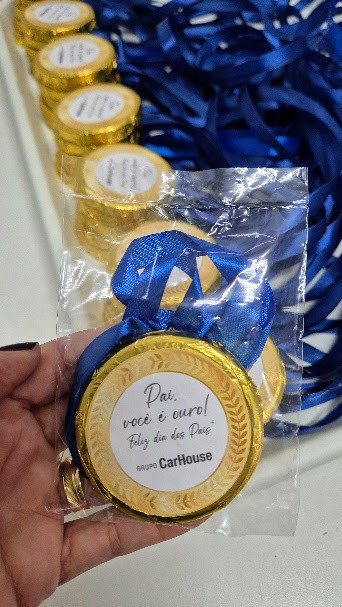 Pai,
você é ouro!
Feliz dia dos Pais
GRUPO CarHouse